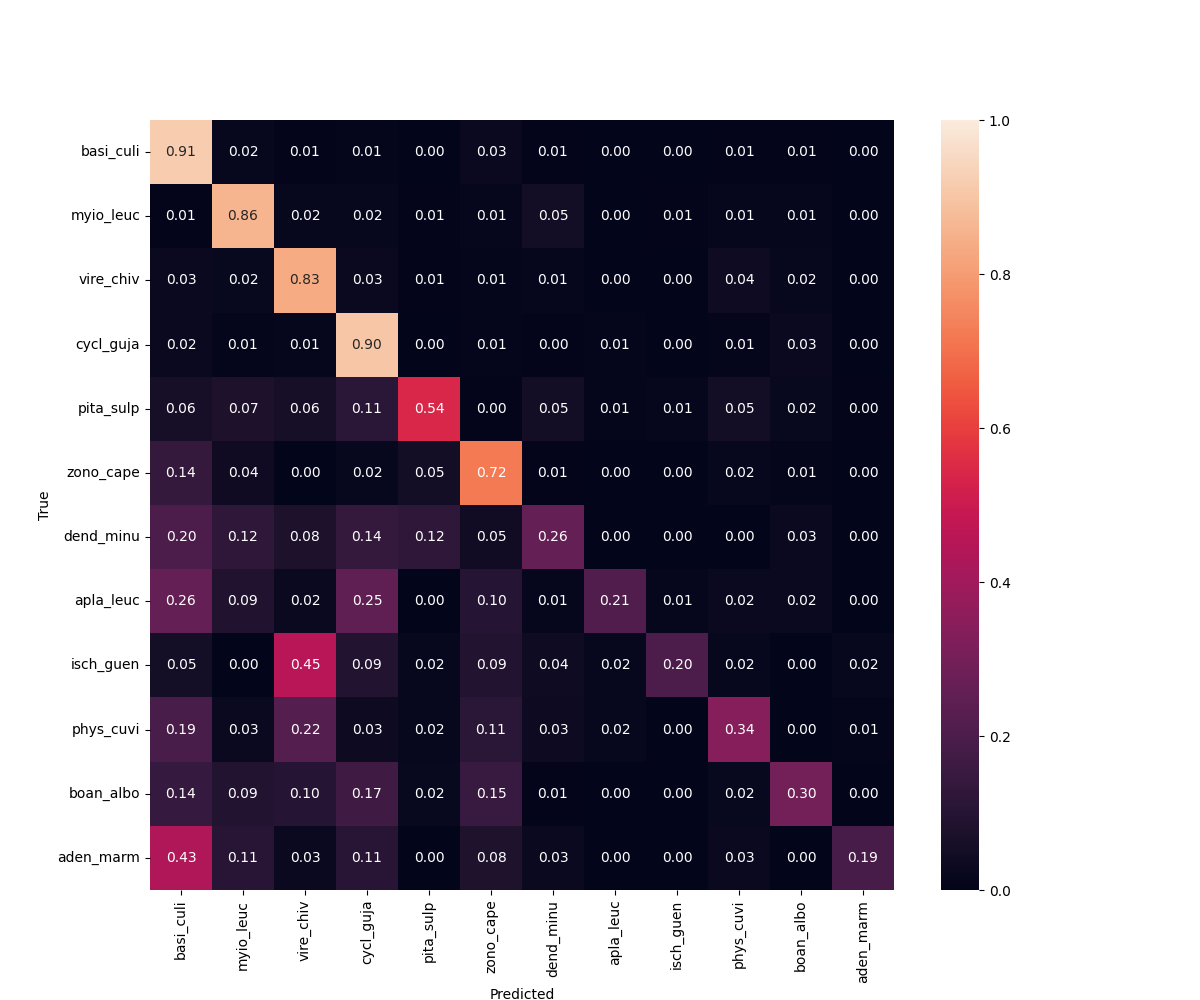 basi_culi 0.91 0.02 0.01 0.01 0.00 0.03 0.01 0.00 0.00 0.01 0.01 0.00
myio_leuc 0.01 0.86 0.02 0.02 0.01 0.01 0.05 0.00 0.01 0.01 0.01 0.00
vire_chiv 0.03 0.02 0.83 0.03 0.01 0.01 0.01 0.00 0.00 0.04 0.02 0.00
cycl_guja 0.02 0.01 0.01 0.90 0.00 0.01 0.00 0.01 0.00 0.01 0.03 0.00
pita_sulp 0.06 0.07 0.06 0.11 0.54 0.00 0.05 0.01 0.01 0.05 0.02 0.00
zono_cape 0.14 0.04 0.00 0.02 0.05 0.72 0.01 0.00 0.00 0.02 0.01 0.00
dend_minu 0.20 0.12 0.08 0.14 0.12 0.05 0.26 0.00 0.00 0.00 0.03 0.00
apla_leuc 0.26 0.09 0.02 0.25 0.00 0.10 0.01 0.21 0.01 0.02 0.02 0.00
isch_guen 0.05 0.00 0.45 0.09 0.02 0.09 0.04 0.02 0.20 0.02 0.00 0.02
phys_cuvi 0.19 0.03 0.22 0.03 0.02 0.11 0.03 0.02 0.00 0.34 0.00 0.01
boan_albo 0.14 0.09 0.10 0.17 0.02 0.15 0.01 0.00 0.00 0.02 0.30 0.00
aden_marm 0.43 0.11 0.03 0.11 0.00 0.08 0.03 0.00 0.00 0.03 0.00 0.19
True
basi_culi myio_leuc vire_chiv cycl_guja pita_sulp zono_cape dend_minu apla_leuc isch_guen phys_cuvi boan_albo aden_marm
Predicted
1.0
0.8
0.6
0.4
0.2
0.0